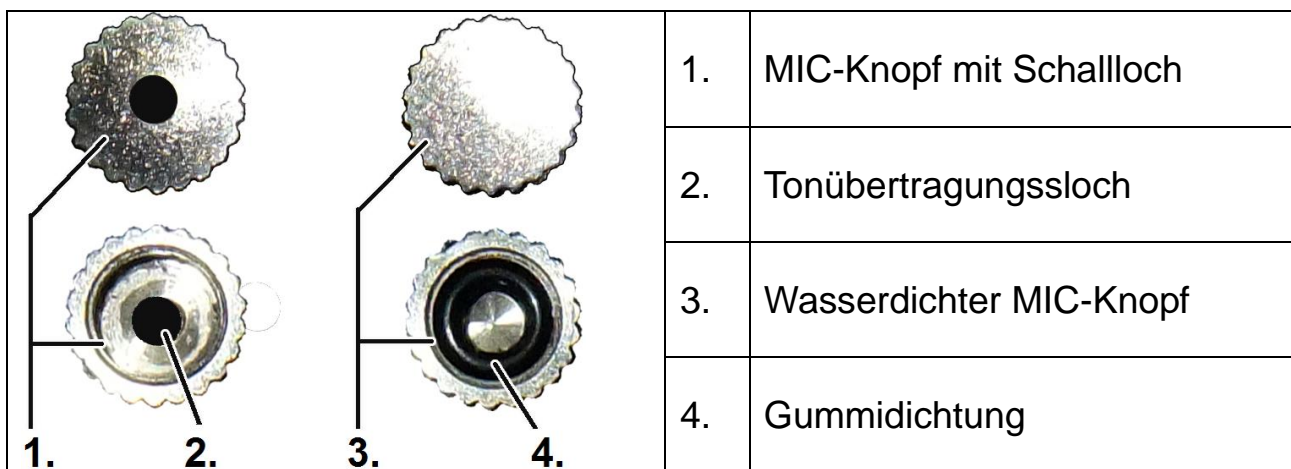 1. 2. 3. 4.
1. MIC-Knopf mit Schallloch
2. Tonübertragungssloch
3. Wasserdichter MIC-Knopf
4. Gummidichtung